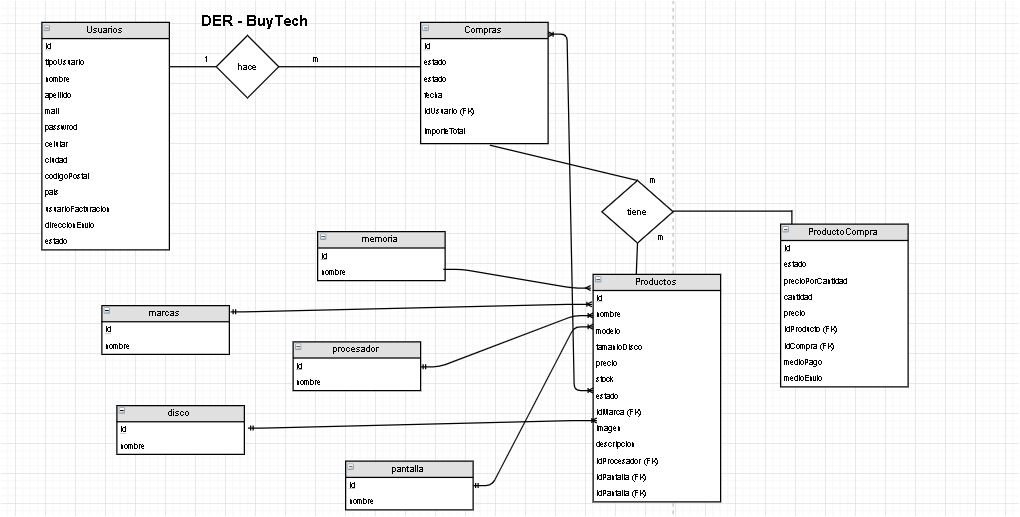 DER - BuyTech
Usuarios
id
tipoUsuario
nombre
apellido
mail
passwrod
celular
ciudad
codigoPostal
pais
usuarioFacturacion
direccionEnvio
estado
1
hace
m
Compras
id
estado
estado
fecha
idUsuario (FK)
importeTotal
m
tiene
m
ProductoCompra
id
estado
precioPorCantidad
cantidad
precio
idProducto (FK)
idCompra (FK)
medioPago
medioEnvio
memoria
id
nombre
marcas
id
nombre
procesador
id
nombre
disco
id
nombre
pantalla
id
nombre
Productos
id
nombre
modelo
tamanioDisco
precio
stock
estado
idMarca (FK)
imagen
descripcion
idProcesador (FK)
idPantalla (FK)
idPantalla (FK)